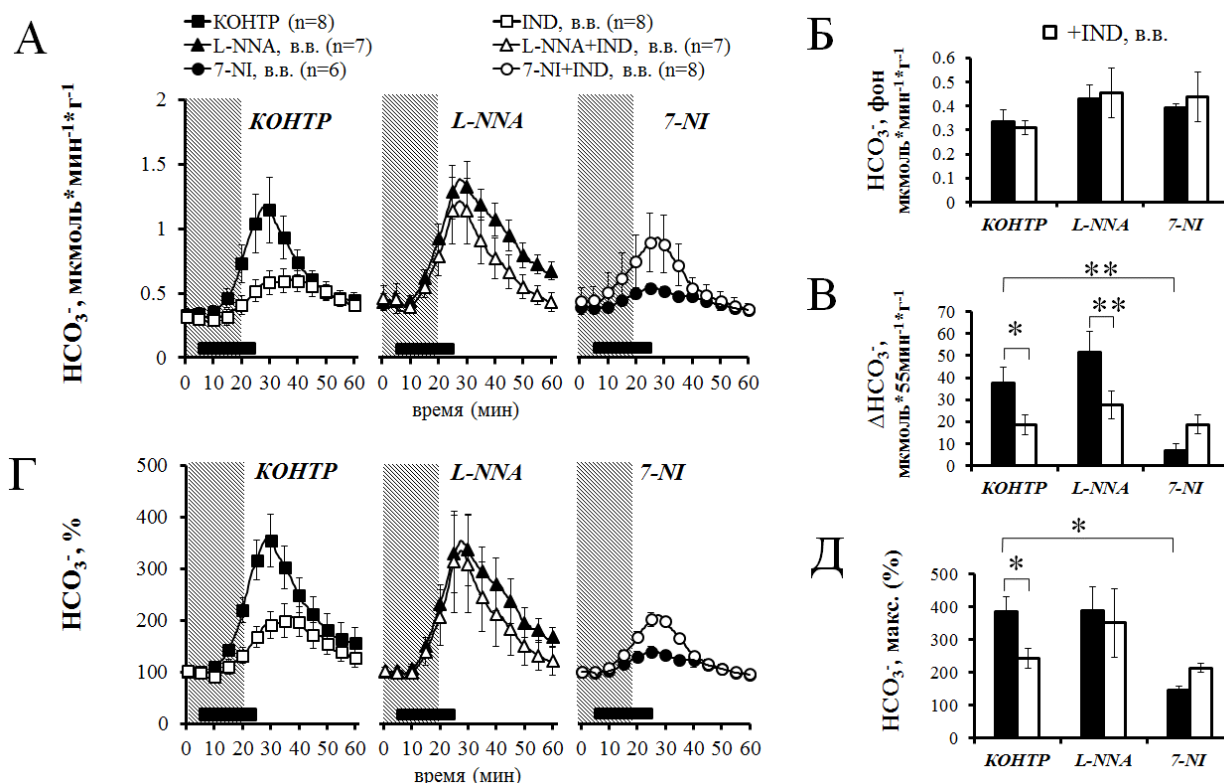 А
■ КОНТР (n=8)
□ IND, в.в. (n=8)
▲ L-NNA, в.в. (n=7)
△ L-NNA+IND, в.в. (n=7)
● 7-NI, в.в. (n=6)
○ 7-NI+IND, в.в. (n=8)
HCO₃⁻, мкмоль*мин⁻¹*г⁻¹
2
1.5
1
0.5
0
КОНТР
L-NNA
7-NI
0 10 20 30 40 50 60
0 10 20 30 40 50 60
0 10 20 30 40 50 60
время (мин)
Б
□ +IND, в.в.
HCO₃⁻, фон
мкмоль*мин⁻¹*г⁻¹
0.6
0.5
0.4
0.3
0.2
0.1
0
КОНТР L-NNA 7-NI
В
ΔHCO₃⁻,
мкмоль*55мин⁻¹*г⁻¹
70
60
50
40
30
20
10
0
**
*
**
КОНТР L-NNA 7-NI
Г
HCO₃⁻, %
500
400
300
200
100
0
КОНТР
L-NNA
7-NI
0 10 20 30 40 50 60
0 10 20 30 40 50 60
0 10 20 30 40 50 60
время (мин)
Д
HCO₃⁻, макс. (%)
500
400
300
200
100
0
*
*
КОНТР L-NNA 7-NI